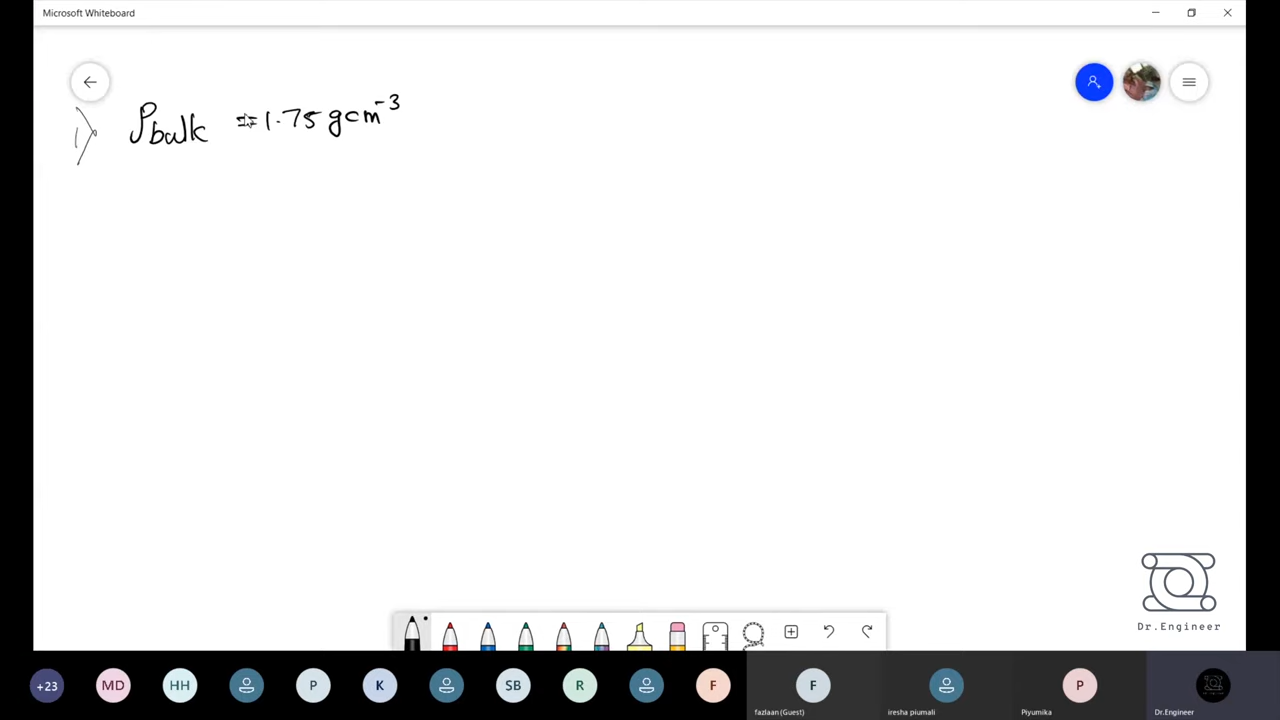 Microsoft Whiteboard
1) ρbulk = 1.75 gcm⁻³
Dr.Engineer
+23 MD HH P K SB R F F P
fazlaan (Guest) iresha piumali Piyumika Dr.Engineer